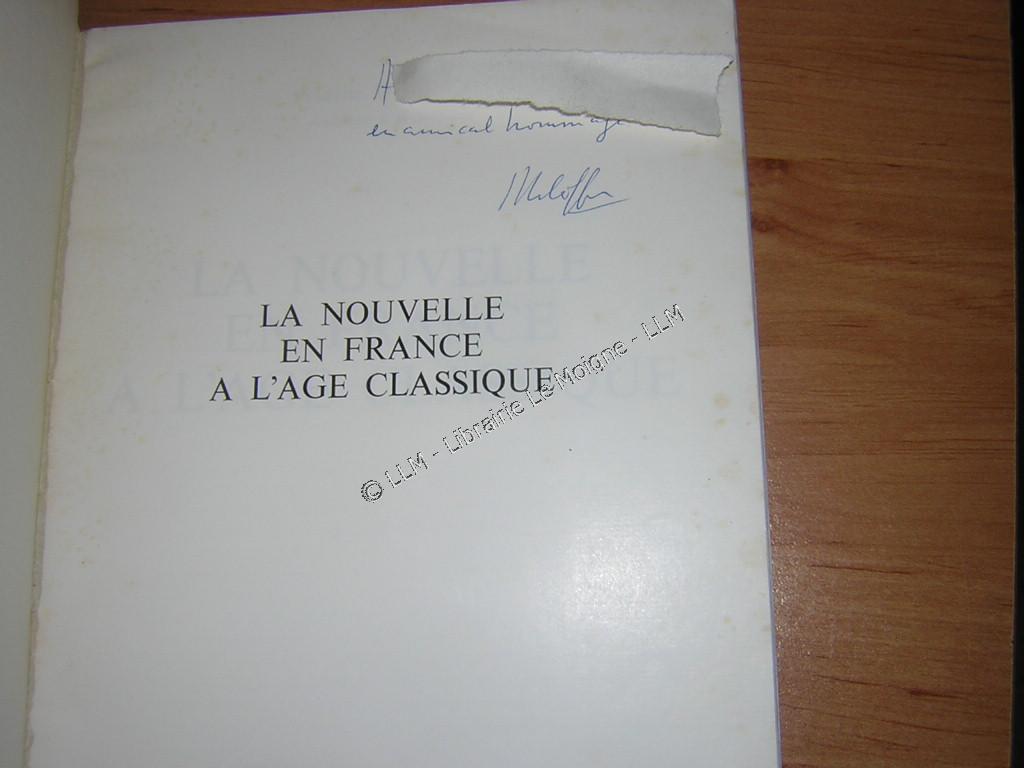 A
en amical hommage
LA NOUVELLE
EN FRANCE
A L'AGE CLASSIQUE
© LLM - Librairie Le Moigne - LLM